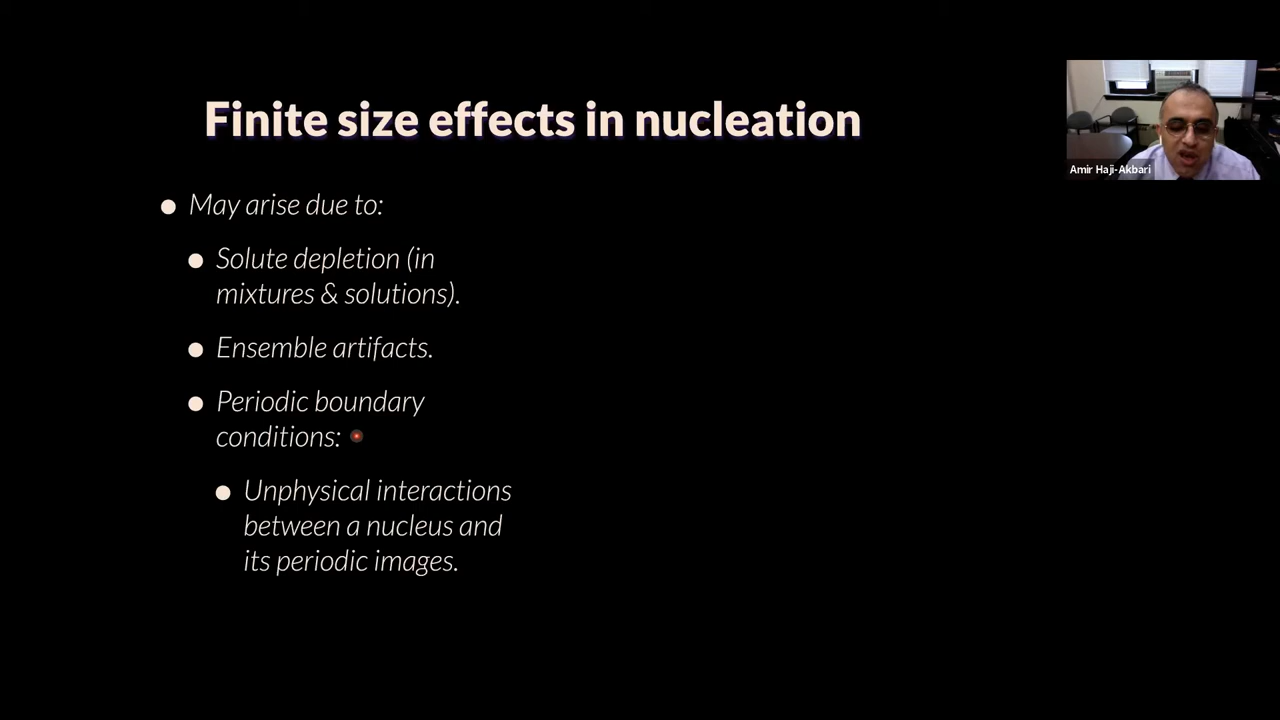 Finite size effects in nucleation
Amir Haji-Akbari
● May arise due to:
● Solute depletion (in
mixtures & solutions).
● Ensemble artifacts.
● Periodic boundary
conditions:
● Unphysical interactions
between a nucleus and
its periodic images.